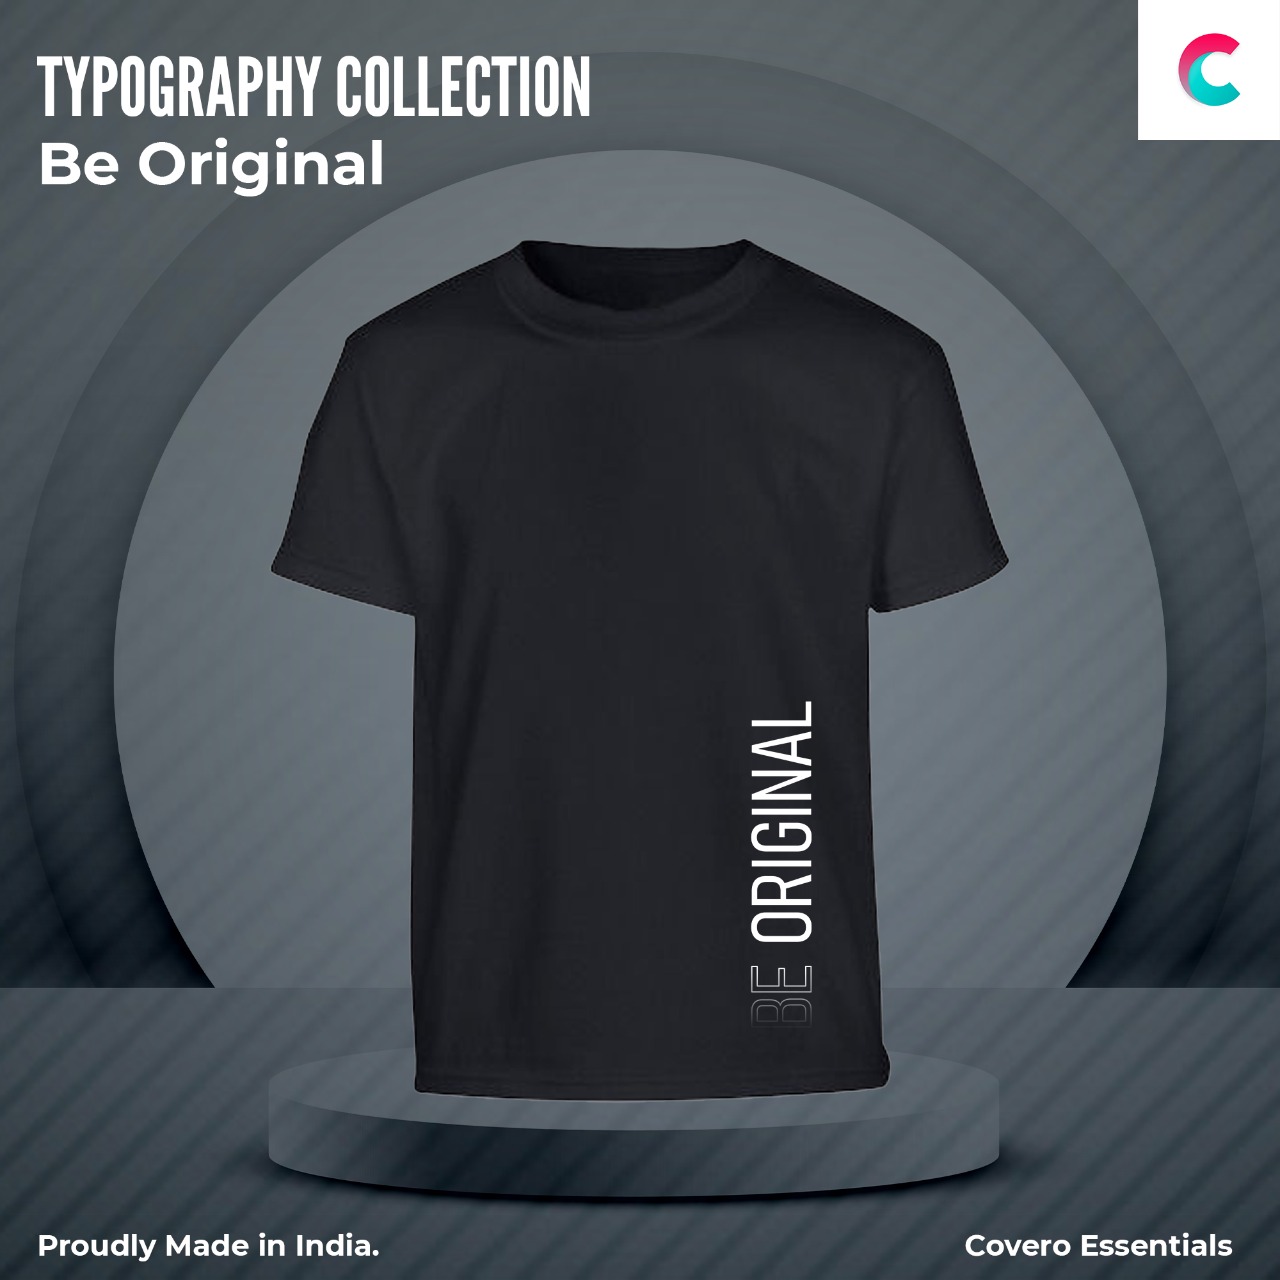 TYPOGRAPHY COLLECTION
Be Original
BE ORIGINAL
Proudly Made in India.
Covero Essentials